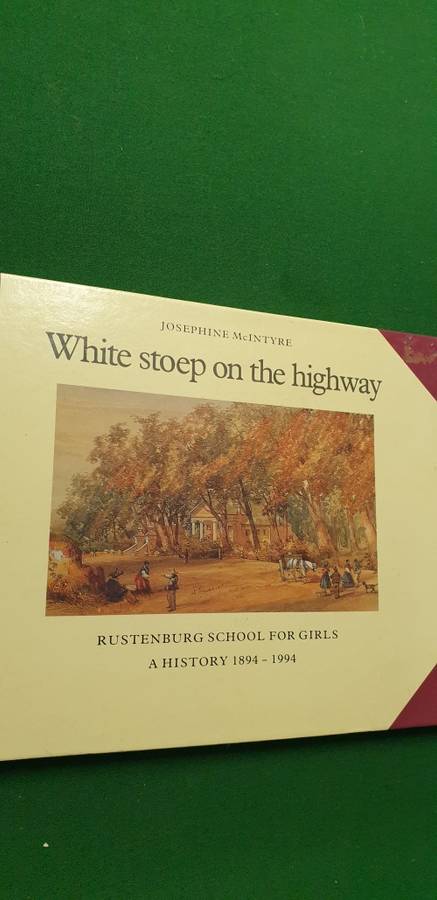 JOSEPHINE McINTYRE
White stoep on the highway
RUSTENBURG SCHOOL FOR GIRLS
A HISTORY 1894 – 1994